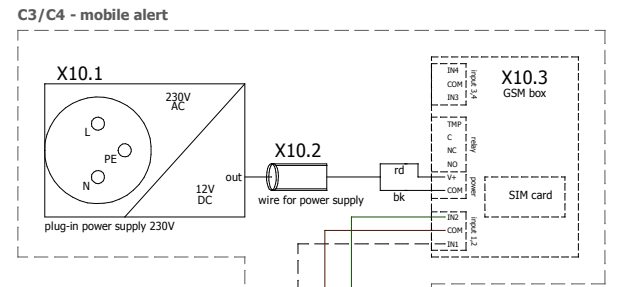 C3/C4 - mobile alert
X10.1
230V
AC
L
PE
N
out
12V
DC
plug-in power supply 230V
X10.2
wire for power supply
rd
bk
X10.3
GSM box
IN4
COM
IN3
input 3,4
TMP
C
NC
NO
relay
V+
COM
power
SIM card
IN2
COM
IN1
input 1,2